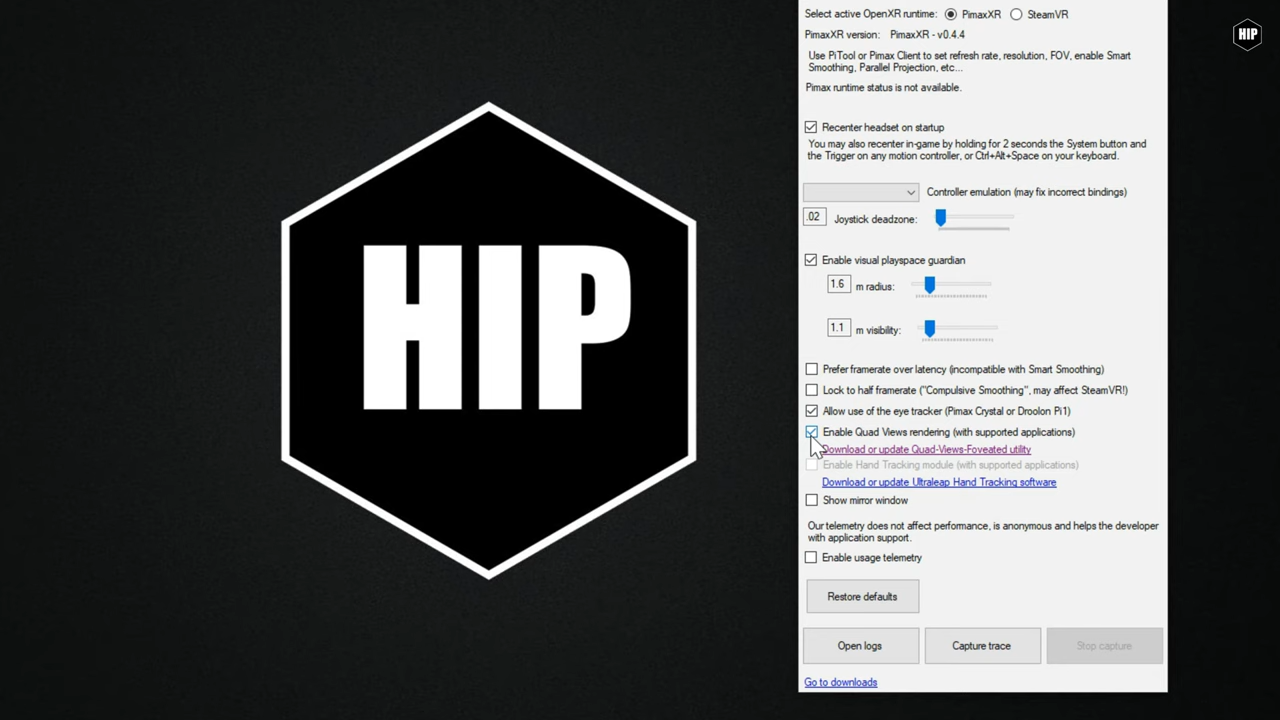 HIP
HIP
Select active OpenXR runtime: PimaxXR SteamVR
PimaxXR version: PimaxXR - v0.4.4
Use PiTool or Pimax Client to set refresh rate, resolution, FOV, enable Smart
Smoothing, Parallel Projection, etc...
Pimax runtime status is not available.
Recenter headset on startup
You may also recenter in-game by holding for 2 seconds the System button and
the Trigger on any motion controller, or Ctrl+Alt+Space on your keyboard.
Controller emulation (may fix incorrect bindings)
.02 Joystick deadzone:
Enable visual playspace guardian
1.6 m radius:
1.1 m visibility:
Prefer framerate over latency (incompatible with Smart Smoothing)
Lock to half framerate ("Compulsive Smoothing", may affect SteamVR!)
Allow use of the eye tracker (Pimax Crystal or Droolon Pi1)
Enable Quad Views rendering (with supported applications)
Download or update Quad-Views-Foveated utility
Enable Hand Tracking module (with supported applications)
Download or update Ultraleap Hand Tracking software
Show mirror window
Our telemetry does not affect performance, is anonymous and helps the developer
with application support.
Enable usage telemetry
Restore defaults
Open logs Capture trace Stop capture
Go to downloads